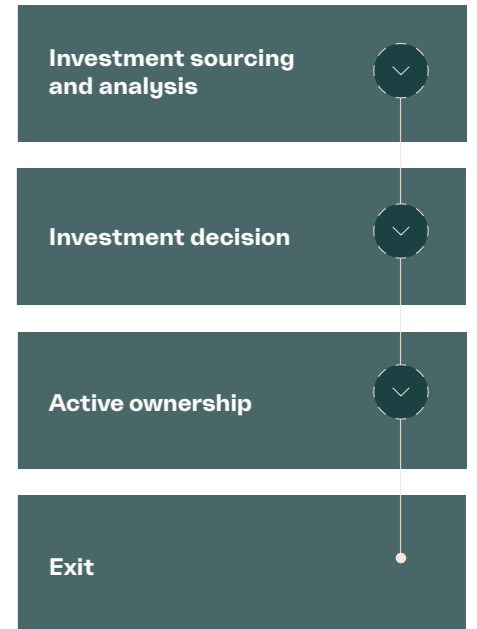 Investment sourcing
and analysis
Investment decision
Active ownership
Exit